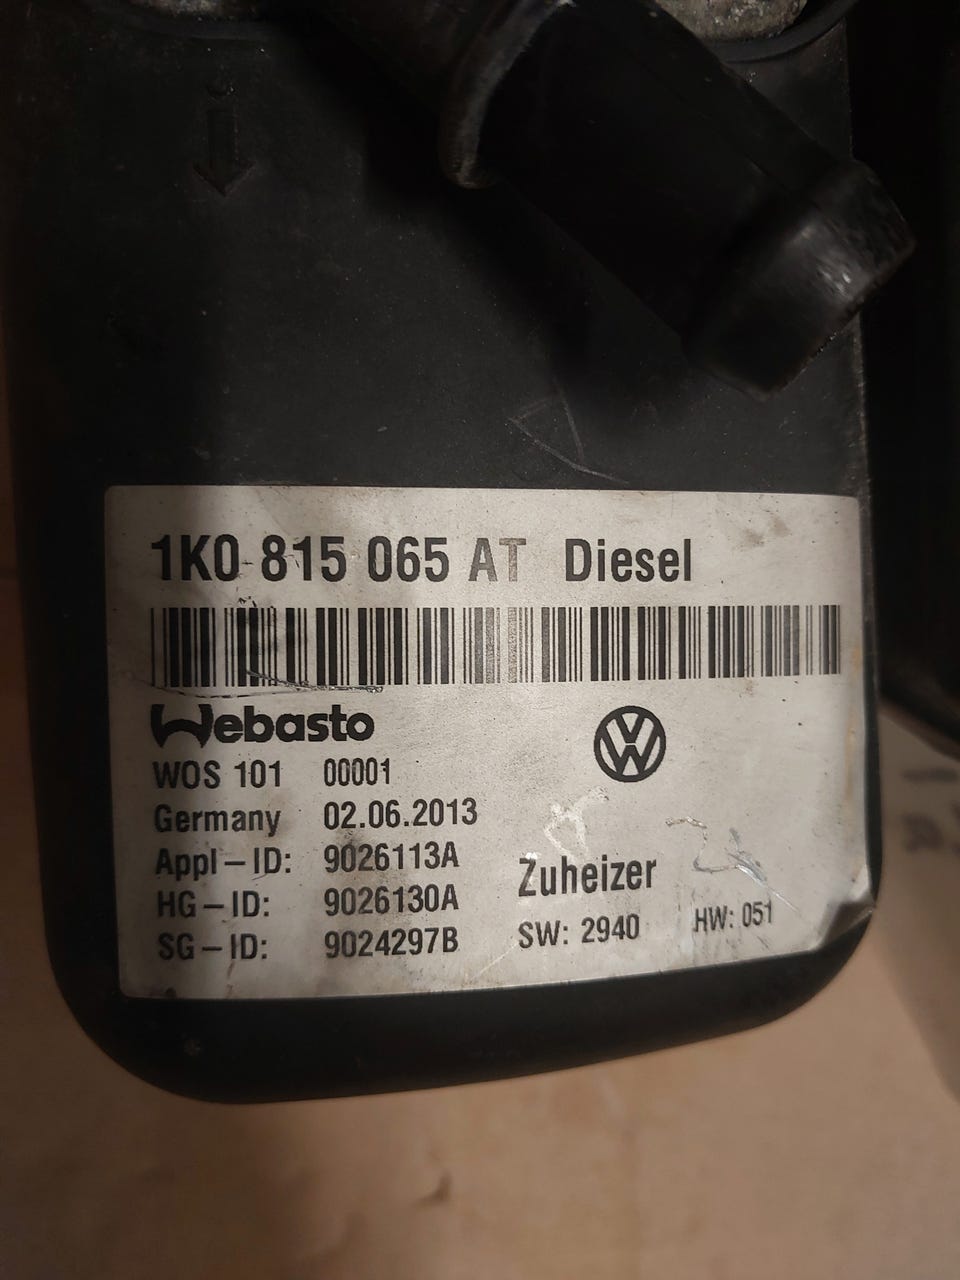 1K0 815 065 AT Diesel
Webasto
WOS 101 00001
Germany 02.06.2013
Appl-ID: 9026113A
HG-ID: 9026130A
SG-ID: 9024297B
VW
Zuheizer
SW: 2940 HW: 051